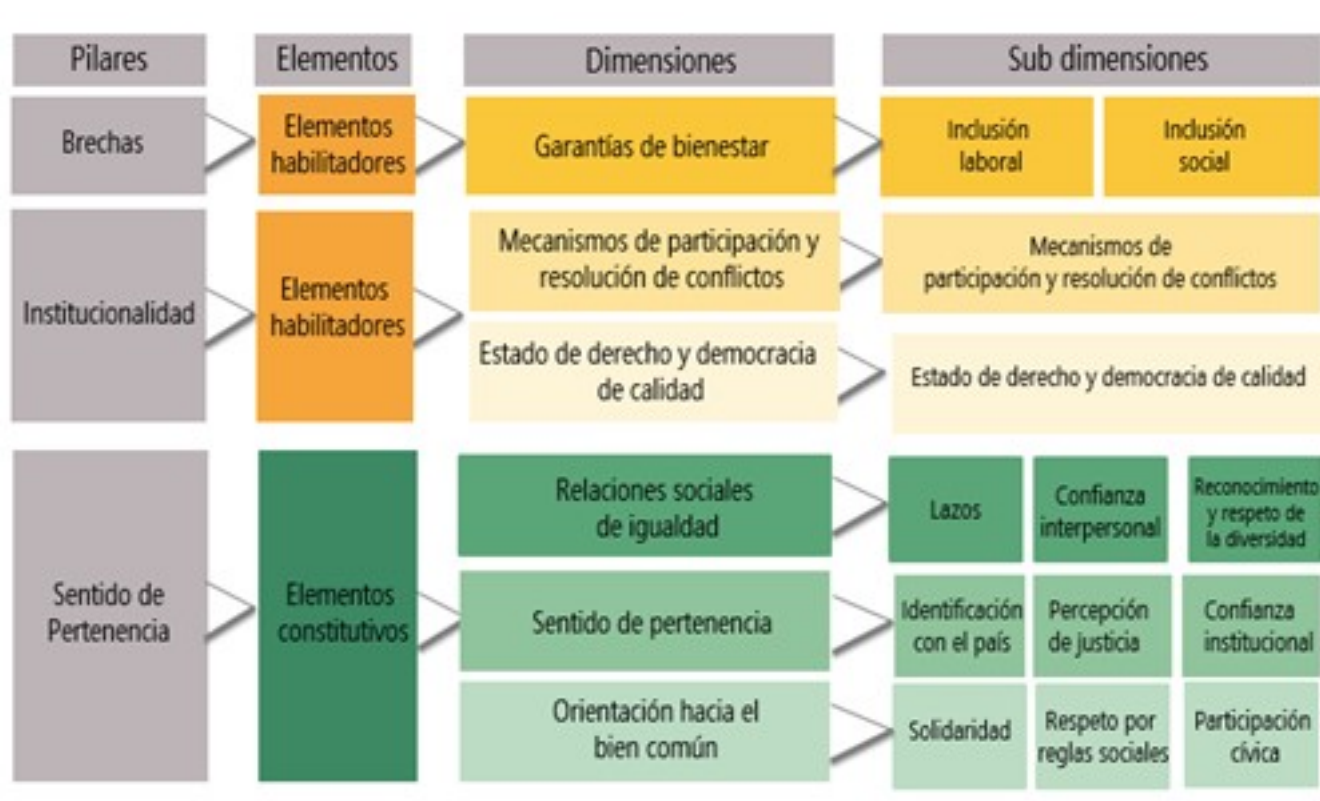 Pilares
Elementos
Dimensiones
Sub dimensiones
Brechas
Elementos
habilitadores
Garantías de bienestar
Inclusión
laboral
Inclusión
social
Institucionalidad
Elementos
habilitadores
Mecanismos de participación y
resolución de conflictos
Mecanismos de
participación y resolución de conflictos
Estado de derecho y democracia
de calidad
Estado de derecho y democracia de calidad
Sentido de
Pertenencia
Elementos
constitutivos
Relaciones sociales
de igualdad
Lazos
Confianza
interpersonal
Reconocimiento
y respeto de
la diversidad
Sentido de pertenencia
Identificación
con el país
Percepción
de justicia
Confianza
institucional
Orientación hacia el
bien común
Solidaridad
Respeto por
reglas sociales
Participación
cívica